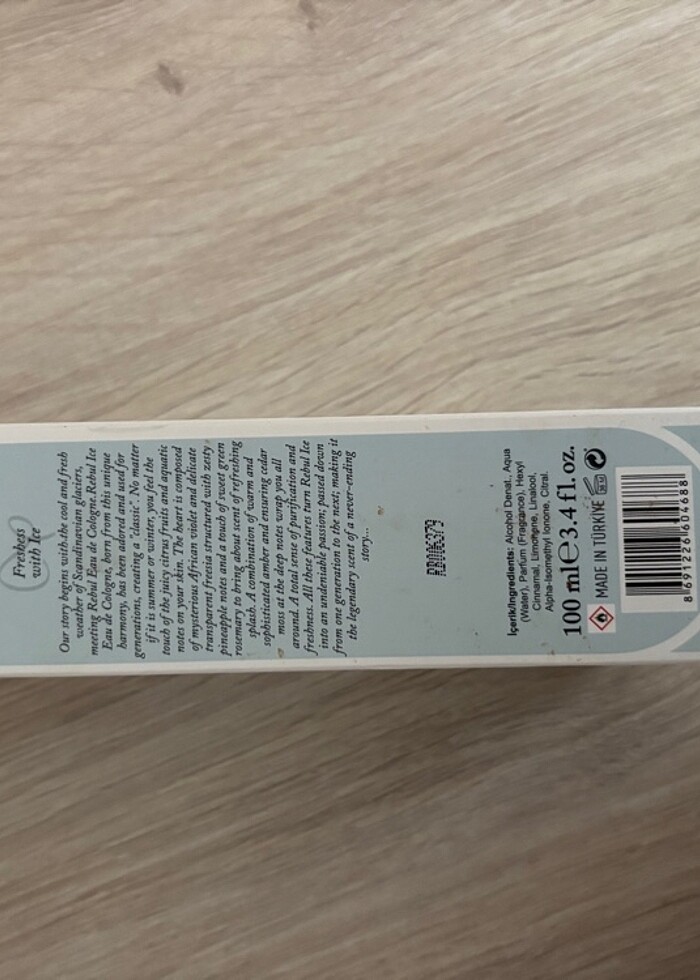 Freshess
with Ice
Our story begins with the cool and fresh
weather of Scandinavian glaciers,
meeting Rebul Eau de Cologne. Rebul Ice
Eau de Cologne, born from this unique
harmony, has been adored and used for
generations, creating a "classic". No matter
if it is summer or winter, you feel the
touch of the juicy citrus fruits and aquatic
notes on your skin. The heart is composed
of mysterious African violet and delicate
transparent freesia structured with zesty
pineapple notes and a touch of sweet green
rosemary to bring about scent of refreshing
splash. A combination of warm and
sophisticated amber and ensuring cedar
moss at the deep notes wrap you all
around. A total sense of purification and
freshness. All these features turn Rebul Ice
into an undeniable passion; passed down
from one generation to the next; making it
the legendary scent of a never-ending
story...
İçerik/Ingredients: Alcohol Denat., Aqua
(Water), Parfum (Fragrance), Hexyl
Cinnamal, Limonene, Linalool,
Alpha-Isomethyl Ionone, Citral.
100 ml℮3.4 fl. oz.
MADE IN TÜRKİYE
8691226604688